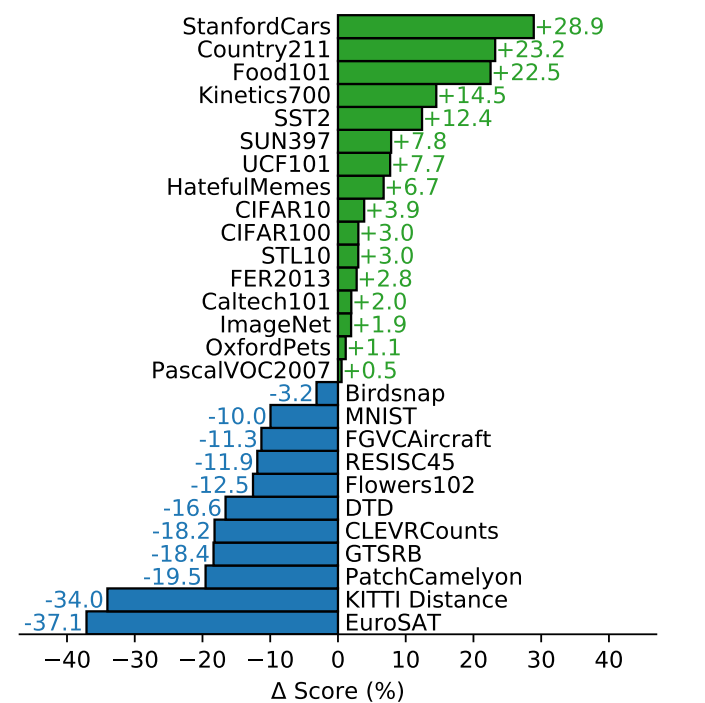 StanfordCars +28.9
Country211 +23.2
Food101 +22.5
Kinetics700 +14.5
SST2 +12.4
SUN397 +7.8
UCF101 +7.7
HatefulMemes +6.7
CIFAR10 +3.9
CIFAR100 +3.0
STL10 +3.0
FER2013 +2.8
Caltech101 +2.0
ImageNet +1.9
OxfordPets +1.1
PascalVOC2007 +0.5
-3.2 Birdsnap
-10.0 MNIST
-11.3 FGVCAircraft
-11.9 RESISC45
-12.5 Flowers102
-16.6 DTD
-18.2 CLEVRCounts
-18.4 GTSRB
-19.5 PatchCamelyon
-34.0 KITTI Distance
-37.1 EuroSAT
−40 −30 −20 −10 0 10 20 30 40
Δ Score (%)